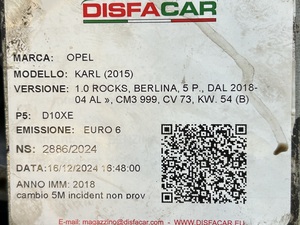 DISFACAR
MARCA: OPEL
MODELLO: KARL (2015)
VERSIONE: 1.0 ROCKS, BERLINA, 5 P., DAL 2018-
04 AL », CM3 999, CV 73, KW. 54 (B)
P5: D10XE
EMISSIONE: EURO 6
NS: 2886/2024
DATA:16/12/2024 16:48:00
ANNO IMM: 2018
cambio 5M incident non prov
E-mail: magazzino@disfacar.com - www.DISFACAR.EU